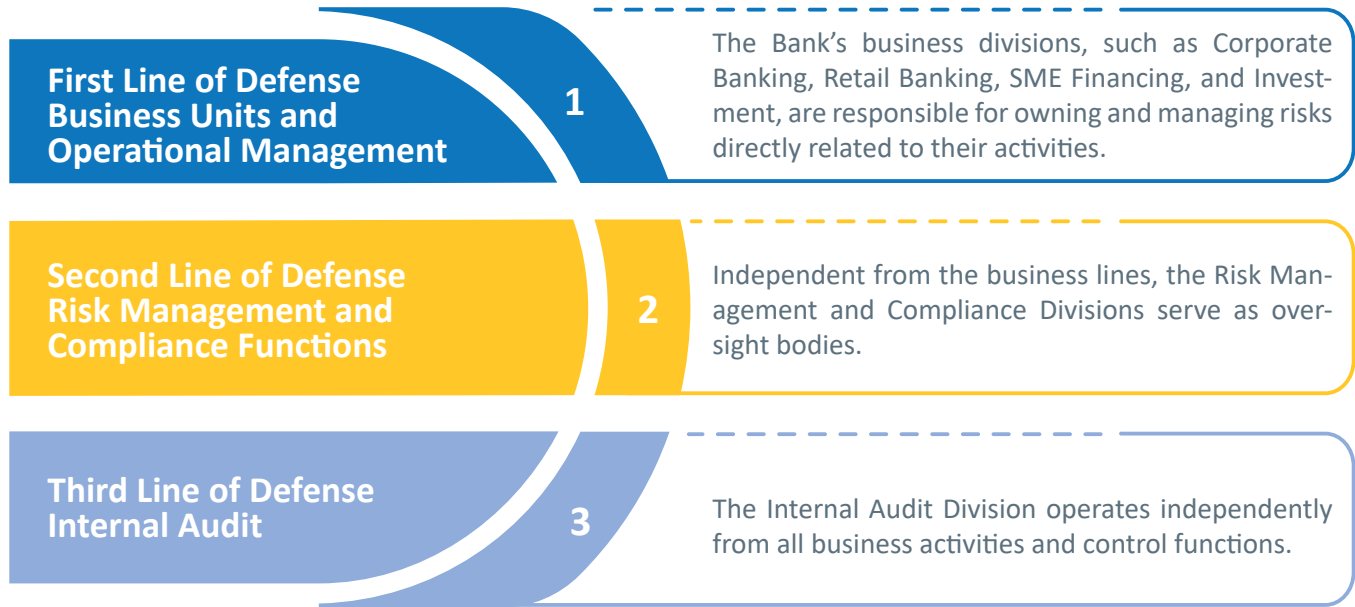 First Line of Defense
Business Units and
Operational Management
1
The Bank's business divisions, such as Corporate
Banking, Retail Banking, SME Financing, and Invest-
ment, are responsible for owning and managing risks
directly related to their activities.
Second Line of Defense
Risk Management and
Compliance Functions
2
Independent from the business lines, the Risk Man-
agement and Compliance Divisions serve as over-
sight bodies.
Third Line of Defense
Internal Audit
3
The Internal Audit Division operates independently
from all business activities and control functions.